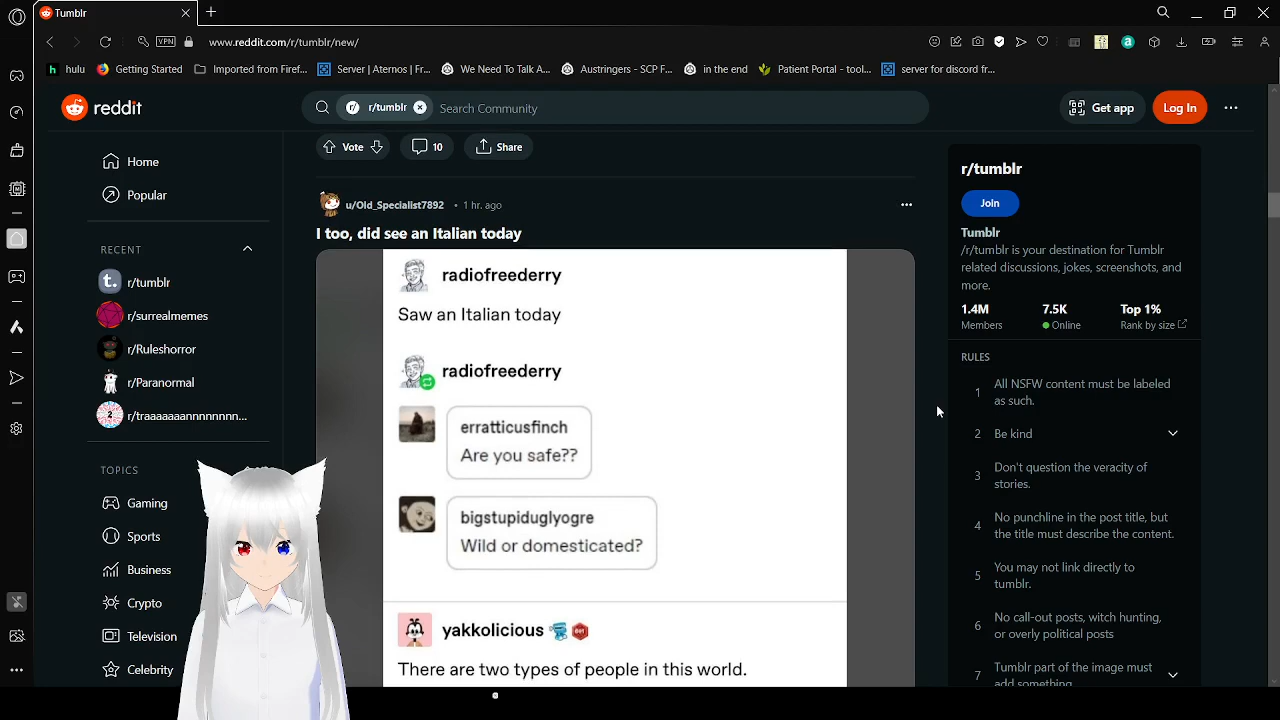 Tumblr
VPN
www.reddit.com/r/tumblr/new/
hulu
Getting Started
Imported from Firef...
Server | Aternos | Fr...
We Need To Talk A...
Austringers - SCP F...
in the end
Patient Portal - tool...
server for discord fr...
reddit
r/ r/tumblr
Search Community
Get app
Log In
Home
Popular
RECENT
r/tumblr
r/surrealmemes
r/Ruleshorror
r/Paranormal
r/traaaaaaannnnnnn...
TOPICS
Gaming
Sports
Business
Crypto
Television
Celebrity
Vote
10
Share
u/Old_Specialist7892 • 1 hr. ago
I too, did see an Italian today
radiofreederry
Saw an Italian today
radiofreederry
erratticusfinch
Are you safe??
bigstupiduglyogre
Wild or domesticated?
yakkolicious
There are two types of people in this world.
r/tumblr
Join
Tumblr
/r/tumblr is your destination for Tumblr
related discussions, jokes, screenshots, and
more.
1.4M 7.5K Top 1%
Members Online Rank by size
RULES
1 All NSFW content must be labeled
as such.
2 Be kind
3 Don't question the veracity of
stories.
4 No punchline in the post title, but
the title must describe the content.
5 You may not link directly to
tumblr.
6 No call-out posts, witch hunting,
or overly political posts
7 Tumblr part of the image must
add something